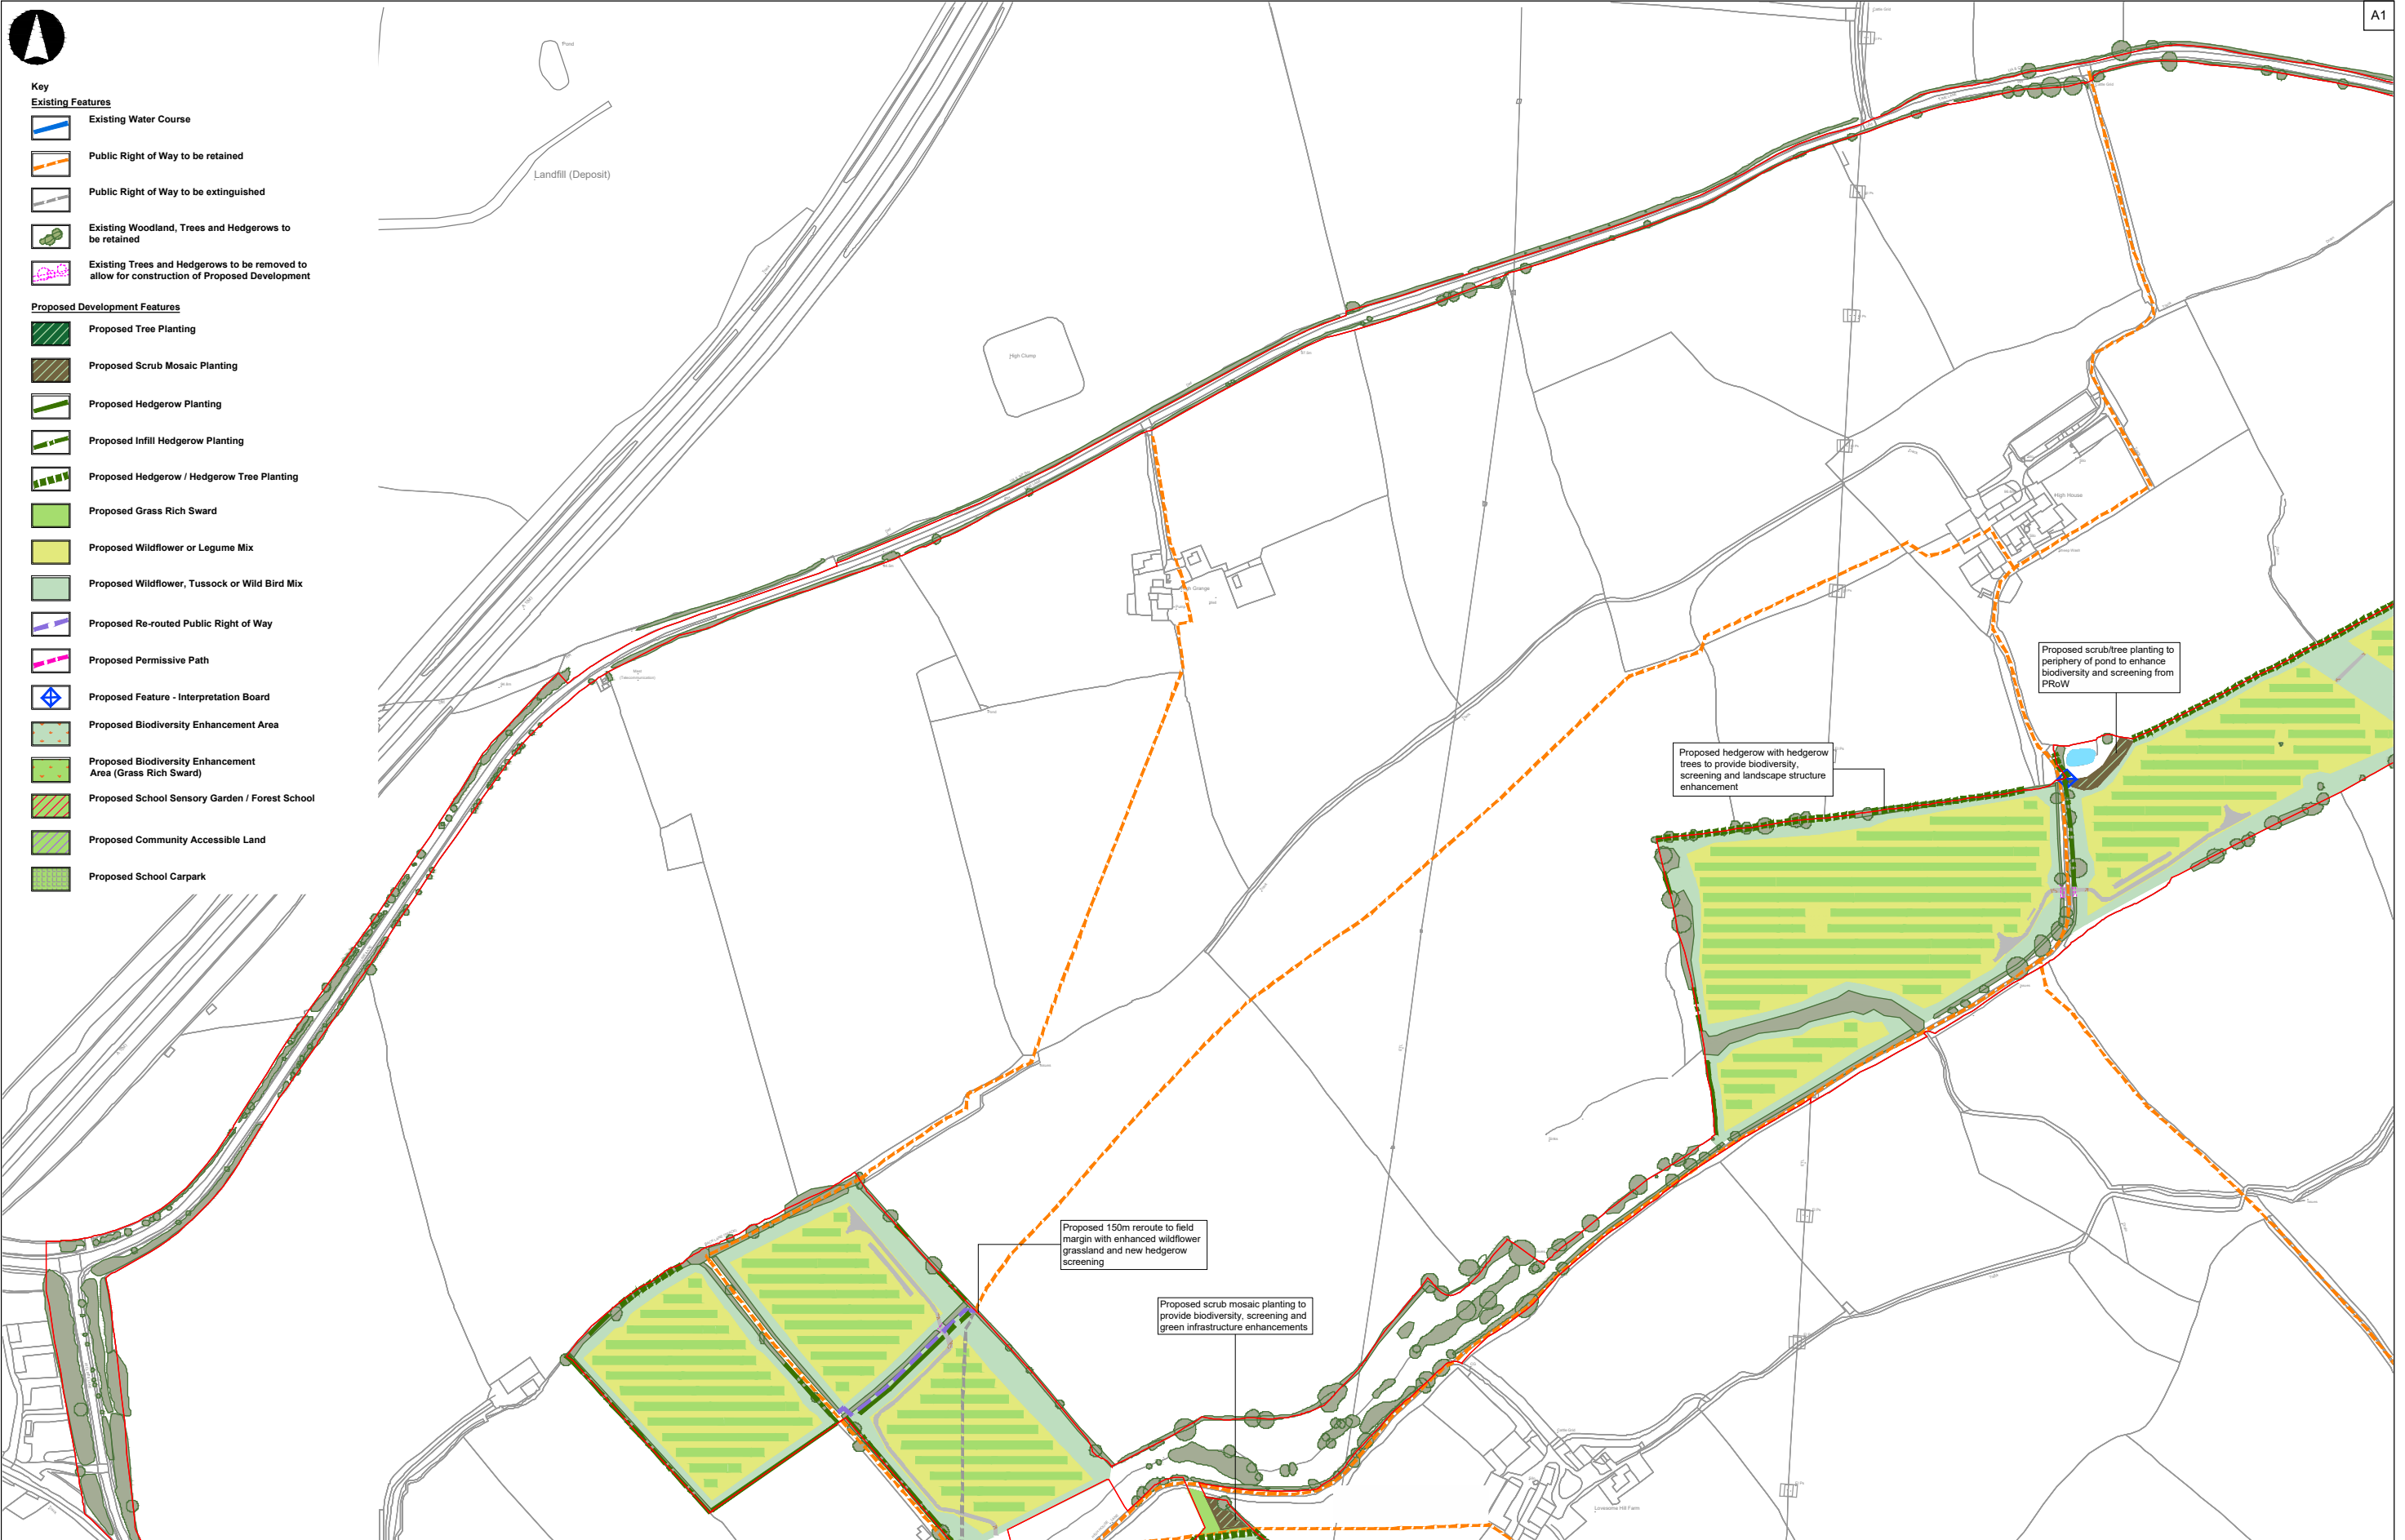 A1
Key
Existing Features
Existing Water Course
Public Right of Way to be retained
Public Right of Way to be extinguished
Existing Woodland, Trees and Hedgerows to
be retained
Existing Trees and Hedgerows to be removed to
allow for construction of Proposed Development
Proposed Development Features
Proposed Tree Planting
Proposed Scrub Mosaic Planting
Proposed Hedgerow Planting
Proposed Infill Hedgerow Planting
Proposed Hedgerow / Hedgerow Tree Planting
Proposed Grass Rich Sward
Proposed Wildflower or Legume Mix
Proposed Wildflower, Tussock or Wild Bird Mix
Proposed Re-routed Public Right of Way
Proposed Permissive Path
Proposed Feature - Interpretation Board
Proposed Biodiversity Enhancement Area
Proposed Biodiversity Enhancement
Area (Grass Rich Sward)
Proposed School Sensory Garden / Forest School
Proposed Community Accessible Land
Proposed School Carpark
Pond
Landfill (Deposit)
High Clump
High House
Proposed scrub/tree planting to
periphery of pond to enhance
biodiversity and screening from
PRoW
Proposed hedgerow with hedgerow
trees to provide biodiversity,
screening and landscape structure
enhancement
Proposed 150m reroute to field
margin with enhanced wildflower
grassland and new hedgerow
screening
Proposed scrub mosaic planting to
provide biodiversity, screening and
green infrastructure enhancements
Lonesome Hill Farm